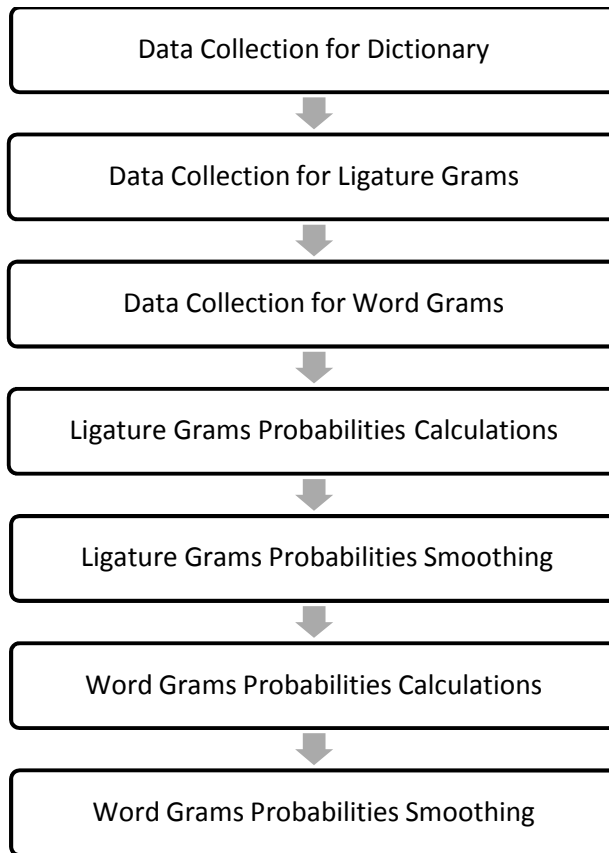 Data Collection for Dictionary
Data Collection for Ligature Grams
Data Collection for Word Grams
Ligature Grams Probabilities Calculations
Ligature Grams Probabilities Smoothing
Word Grams Probabilities Calculations
Word Grams Probabilities Smoothing